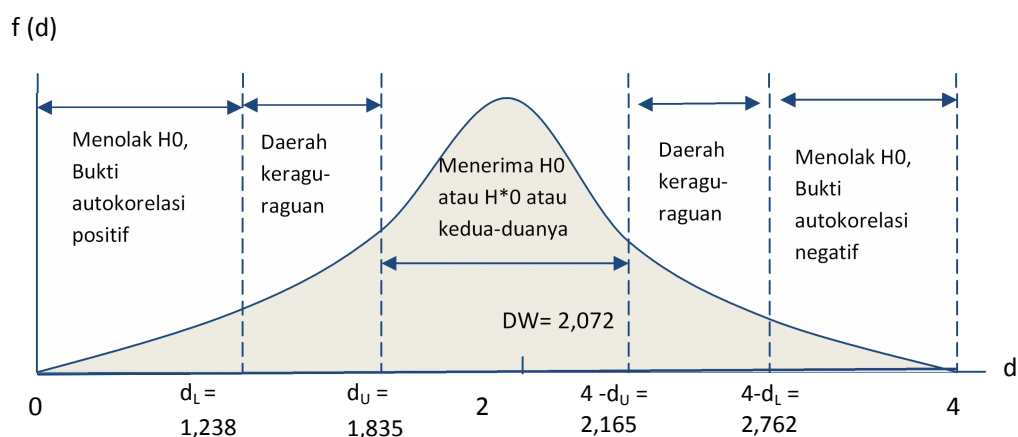 f (d)
Menolak H0,
Bukti
autokorelasi
positif
Daerah
keragu-
raguan
Menerima H0
atau H*0 atau
kedua-duanya
Daerah
keragu-
raguan
Menolak H0,
Bukti
autokorelasi
negatif
DW= 2,072
d
0
dL =
1,238
dU =
1,835
2
4 -dU =
2,165
4-dL =
2,762
4